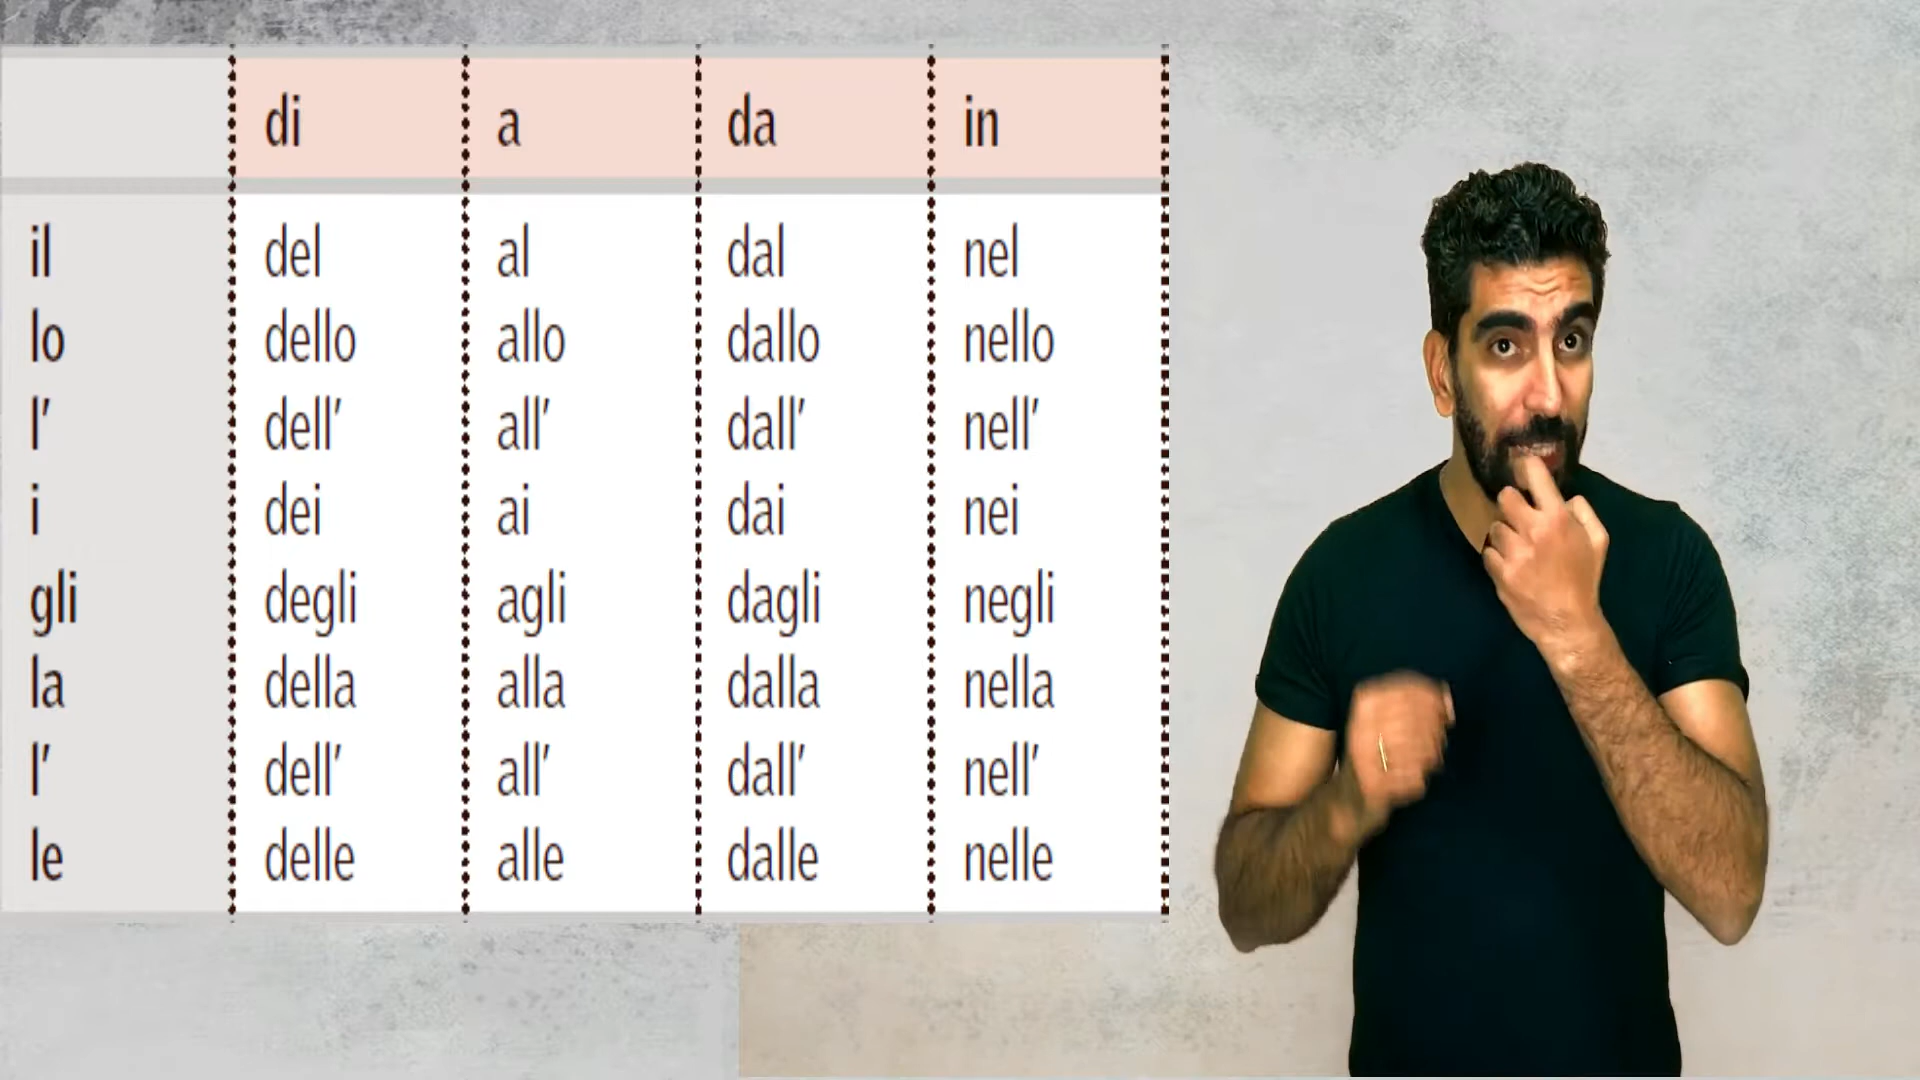 di a da in
il del al dal nel
lo dello allo dallo nello
l’ dell’ all’ dall’ nell’
i dei ai dai nei
gli degli agli dagli negli
la della alla dalla nella
l’ dell’ all’ dall’ nell’
le delle alle dalle nelle